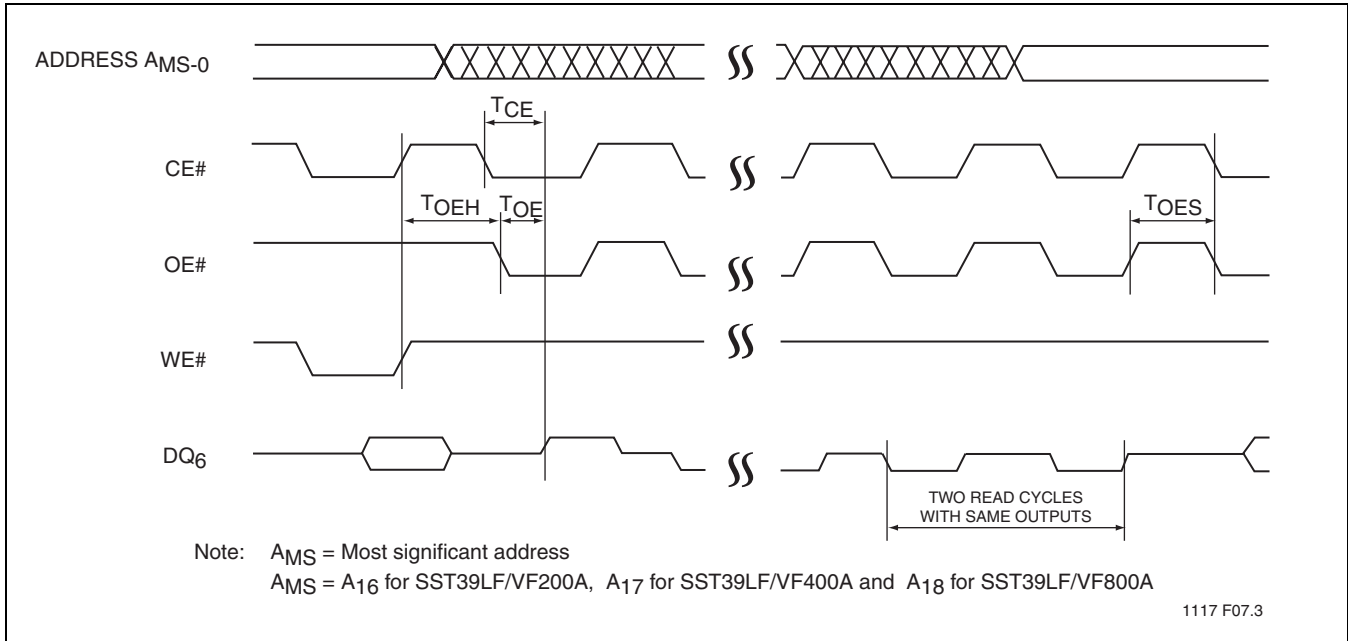 ADDRESS AMS-0
TCE
CE#
TOEH TOE TOES
OE#
WE#
DQ6
TWO READ CYCLES
WITH SAME OUTPUTS
Note: AMS = Most significant address
AMS = A16 for SST39LF/VF200A, A17 for SST39LF/VF400A and A18 for SST39LF/VF800A
1117 F07.3